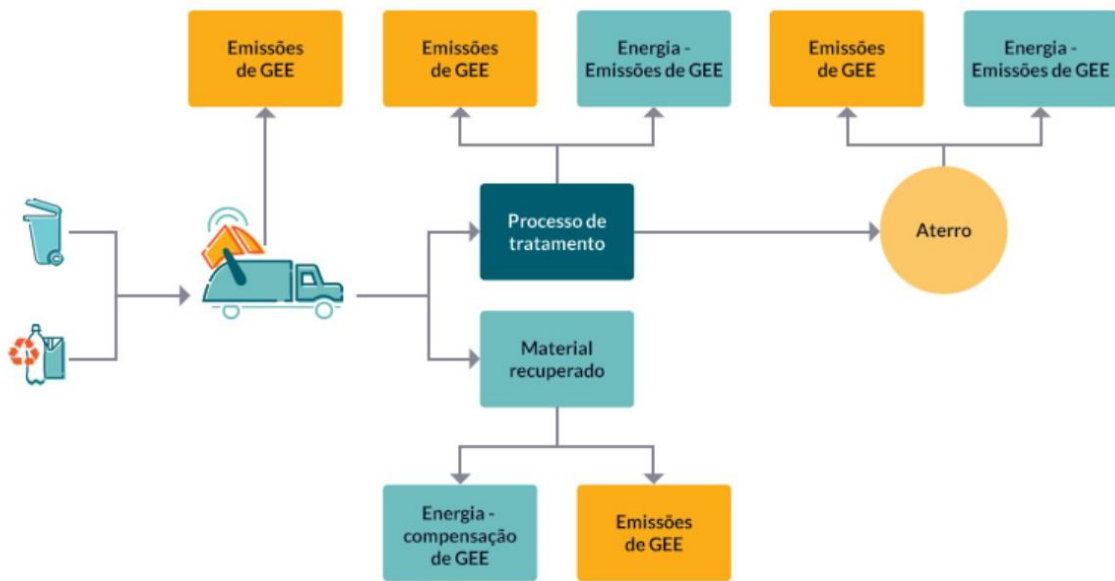 Emissões
de GEE
Emissões
de GEE
Energia -
Emissões de GEE
Emissões
de GEE
Energia -
Emissões de GEE
Processo de
tratamento
Aterro
Material
recuperado
Energia -
compensação
de GEE
Emissões
de GEE